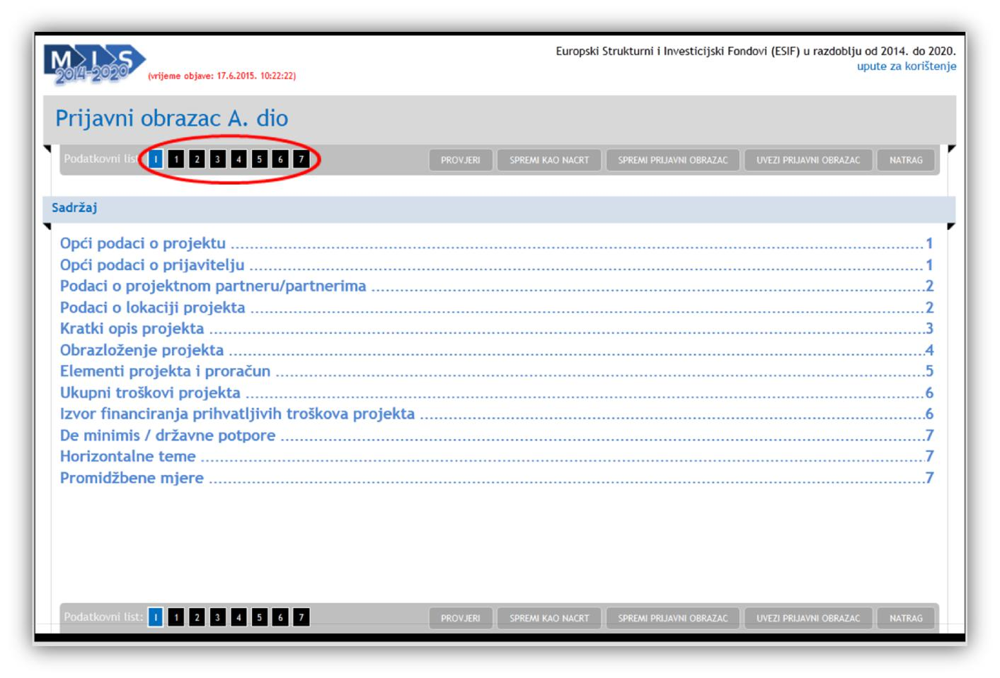 MIS
2014-2020
(vrijeme objave: 17.6.2015. 10:22:22)
Europski Strukturni i Investicijski Fondovi (ESIF) u razdoblju od 2014. do 2020.
upute za korištenje
Prijavni obrazac A. dio
Podatkovni list: I 1 2 3 4 5 6 7 PROVJERI SPREMI KAO NACRT SPREMI PRIJAVNI OBRAZAC UVEZI PRIJAVNI OBRAZAC NATRAG
Sadržaj
Opći podaci o projektu 1
Opći podaci o prijavitelju 1
Podaci o projektnom partneru/partnerima 2
Podaci o lokaciji projekta 2
Kratki opis projekta 3
Obrazloženje projekta 4
Elementi projekta i proračun 5
Ukupni troškovi projekta 6
Izvor financiranja prihvatljivih troškova projekta 6
De minimis / državne potpore 7
Horizontalne teme 7
Promidžbene mjere 7
Podatkovni list: I 1 2 3 4 5 6 7 PROVJERI SPREMI KAO NACRT SPREMI PRIJAVNI OBRAZAC UVEZI PRIJAVNI OBRAZAC NATRAG